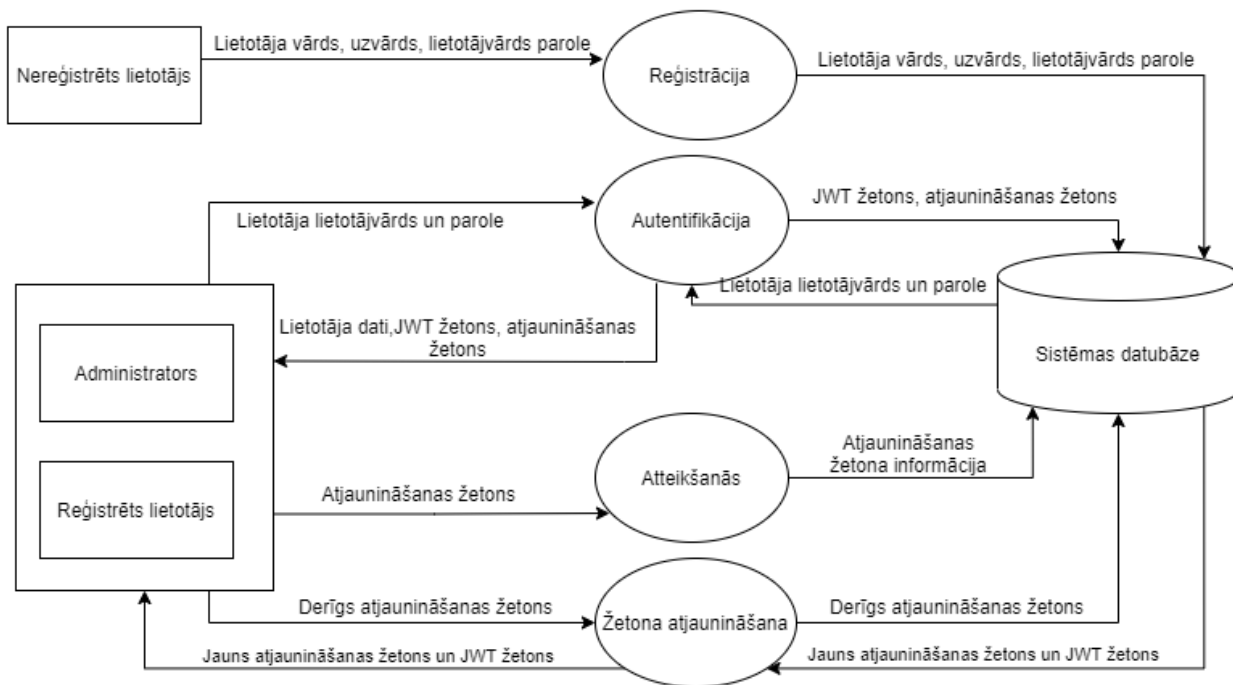 Lietotāja vārds, uzvārds, lietotājvārds parole
Nereģistrēts lietotājs
Reģistrācija
Lietotāja vārds, uzvārds, lietotājvārds parole
Lietotāja lietotājvārds un parole
Autentifikācija
JWT žetons, atjaunināšanas žetons
Lietotāja lietotājvārds un parole
Lietotāja dati,JWT žetons, atjaunināšanas
žetons
Sistēmas datubāze
Administrators
Reģistrēts lietotājs
Atjaunināšanas žetons
Atteikšanās
Atjaunināšanas
žetona informācija
Derīgs atjaunināšanas žetons
Žetona atjaunināšana
Derīgs atjaunināšanas žetons
Jauns atjaunināšanas žetons un JWT žetons
Jauns atjaunināšanas žetons un JWT žetons